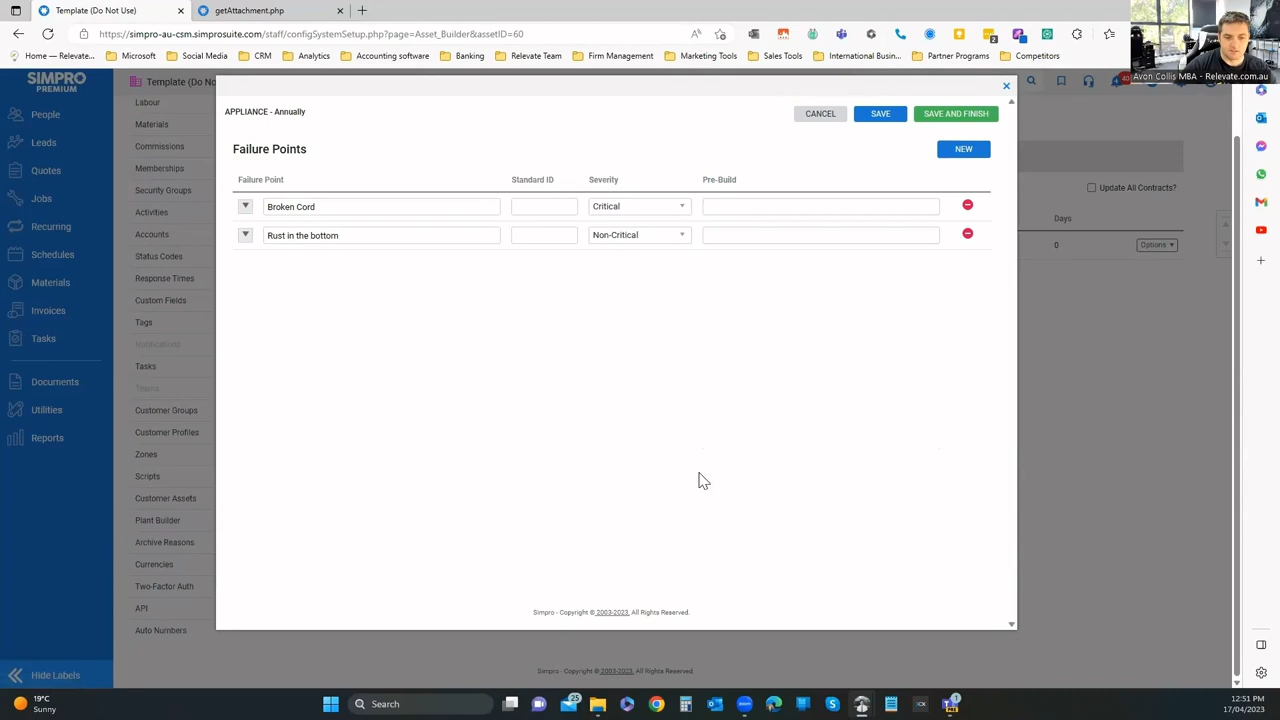 Template (Do Not Use)
getAttachment.php
https://simpro-au-csm.simprosuite.com/staff/configSystemSetup.php?page=Asset_Builder&assetID=60
Home — Relevate...
Microsoft
Social Media
CRM
Analytics
Accounting software
Banking
Relevate Team
Firm Management
Marketing Tools
Sales Tools
International Busin...
Partner Programs
Competitors
Avon Collis MBA - Relevate.com.au
SIMPRO
PREMIUM
People
Leads
Quotes
Jobs
Recurring
Schedules
Materials
Invoices
Tasks
Documents
Utilities
Reports
Hide Labels
Template (Do No
Labour
Materials
Commissions
Memberships
Security Groups
Activities
Accounts
Status Codes
Response Times
Custom Fields
Tags
Notifications
Tasks
Teams
Customer Groups
Customer Profiles
Zones
Scripts
Customer Assets
Plant Builder
Archive Reasons
Currencies
Two-Factor Auth
API
Auto Numbers
APPLIANCE - Annually
CANCEL
SAVE
SAVE AND FINISH
Failure Points
NEW
Failure Point
Standard ID
Severity
Pre-Build
Broken Cord
Critical
Rust in the bottom
Non-Critical
Simpro - Copyright © 2003-2023, All Rights Reserved.
Update All Contracts?
Days
0
Options
Simpro - Copyright © 2003-2023, All Rights Reserved.
19°C
Sunny
Search
25
1
12:51 PM
17/04/2023